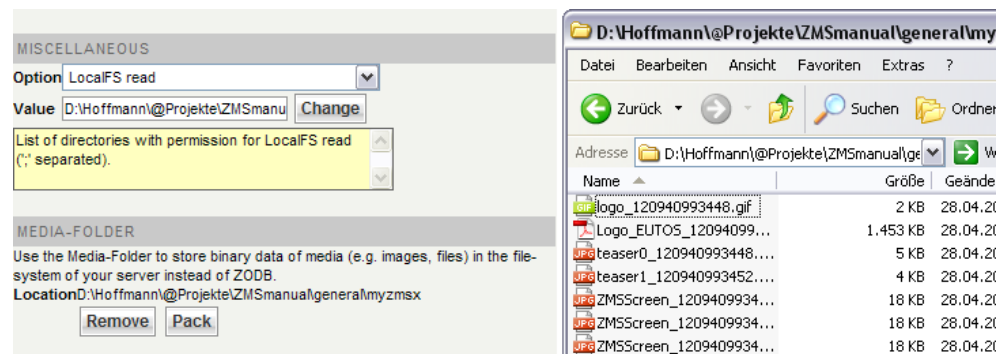 MISCELLANEOUS
Option LocalFS read
Value D:\Hoffmann\@Projekte\ZMSmanu Change
List of directories with permission for LocalFS read
(';' separated).
MEDIA-FOLDER
Use the Media-Folder to store binary data of media (e.g. images, files) in the file-
system of your server instead of ZODB.
LocationD:\Hoffmann\@Projekte\ZMSmanual\general\myzmsx
Remove Pack
D:\Hoffmann\@Projekte\ZMSmanual\general\my
Datei Bearbeiten Ansicht Favoriten Extras ?
Zurück Suchen Ordner
Adresse D:\Hoffmann\@Projekte\ZMSmanual\ge W
Name Größe Geände
logo_120940993448.gif 2 KB 28.04.20
Logo_EUTOS_12094099... 1.453 KB 28.04.20
teaser0_120940993448.... 5 KB 28.04.20
teaser1_120940993452.... 4 KB 28.04.20
ZMSScreen_1209409934... 18 KB 28.04.20
ZMSScreen_1209409934... 18 KB 28.04.20
ZMSScreen_1209409934... 18 KB 28.04.20